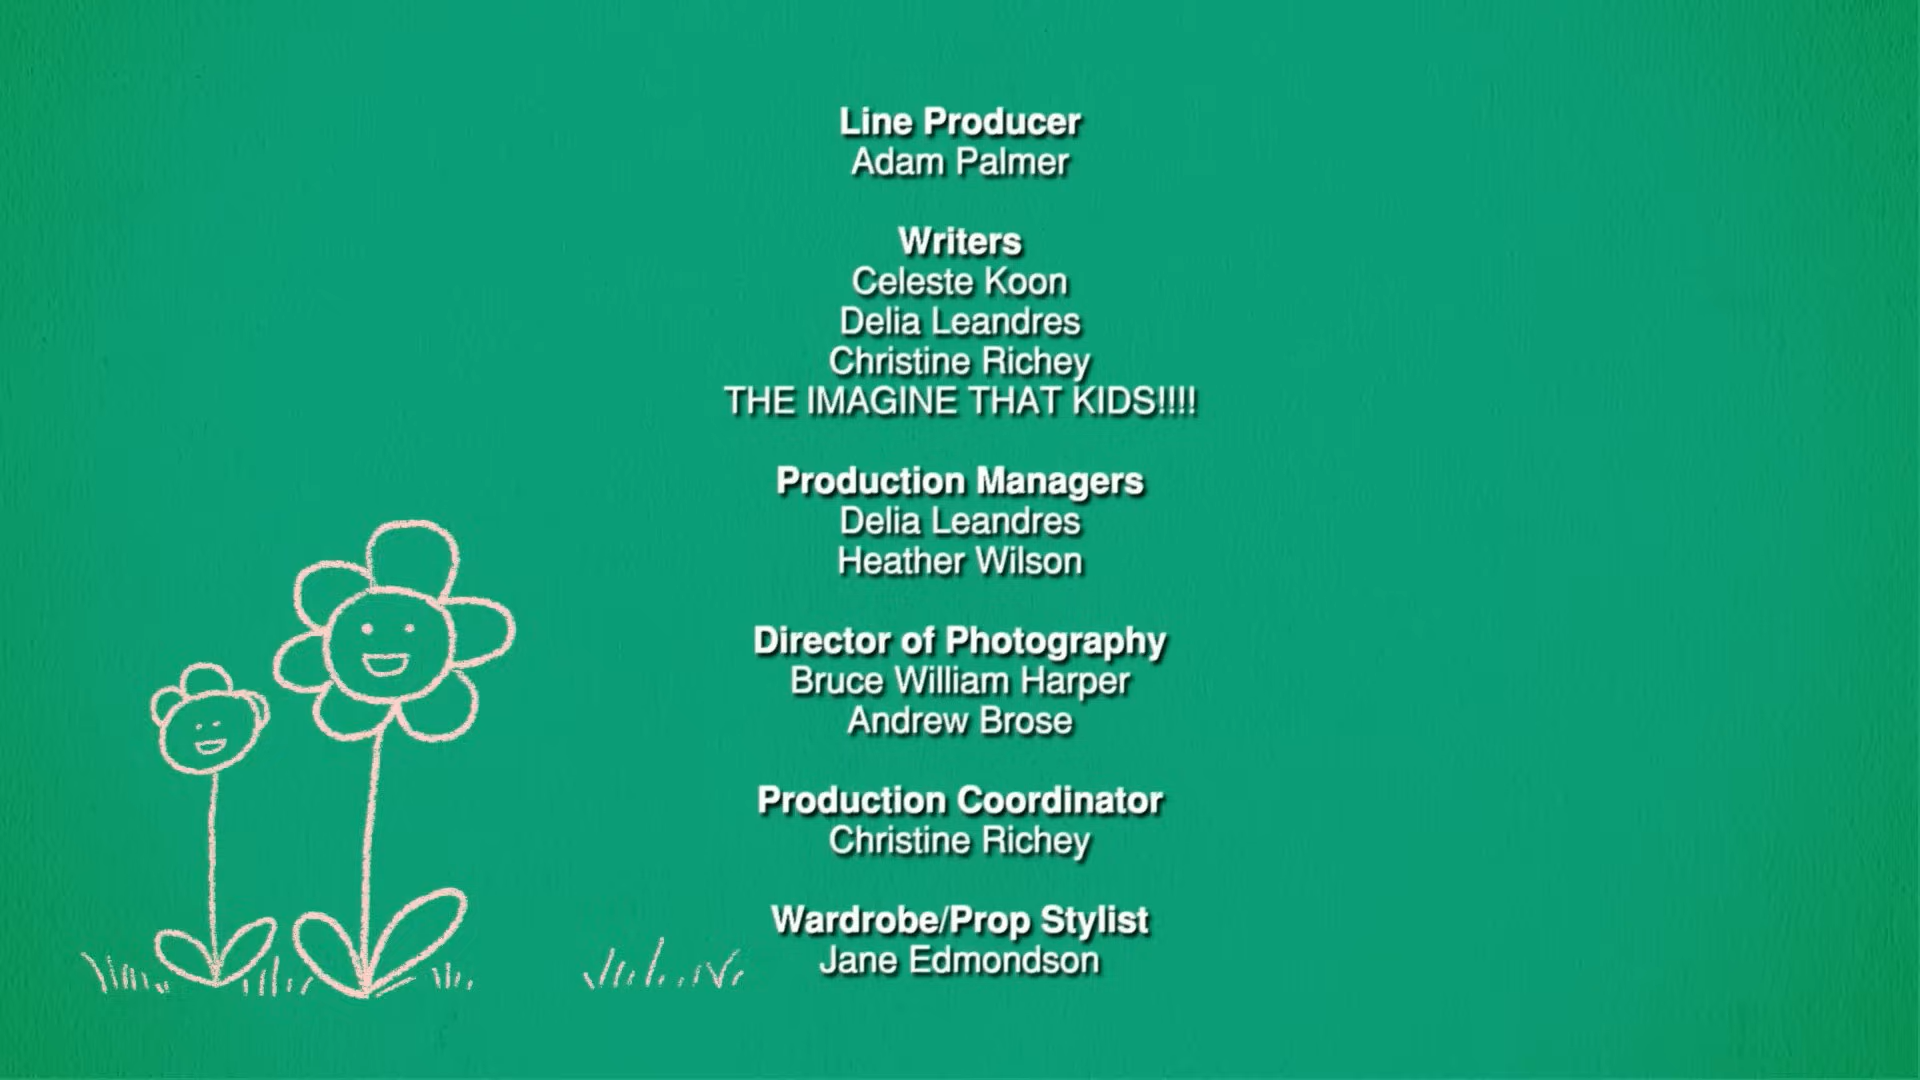 Line Producer
Adam Palmer
Writers
Celeste Koon
Delia Leandres
Christine Richey
THE IMAGINE THAT KIDS!!!!
Production Managers
Delia Leandres
Heather Wilson
Director of Photography
Bruce William Harper
Andrew Brose
Production Coordinator
Christine Richey
Wardrobe/Prop Stylist
Jane Edmondson